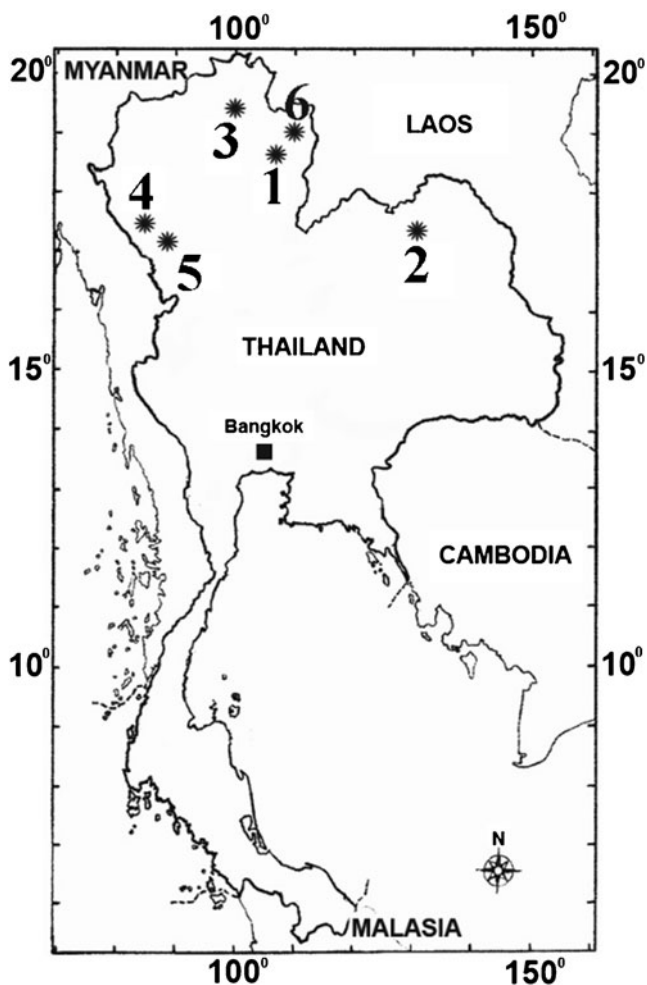 100⁰ 150⁰
20⁰ 20⁰
MYANMAR
6
LAOS
3
1
4
2
5
THAILAND
15⁰ 15⁰
Bangkok
CAMBODIA
10⁰ 10⁰
N
MALASIA
100⁰ 150⁰